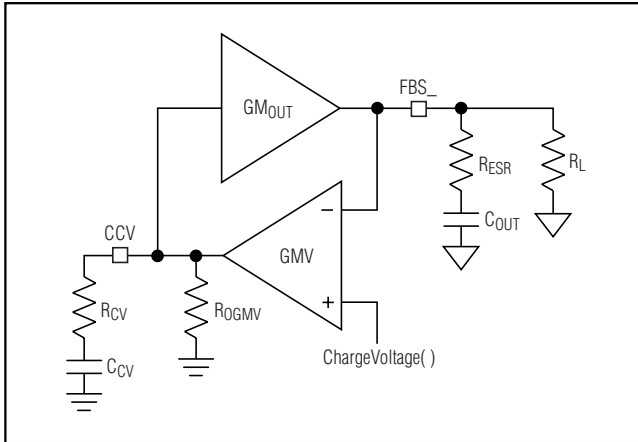 FBS_
GMOUT
RESR
RL
COUT
CCV
−
GMV
+
RCV
ROGMV
CCV
ChargeVoltage( )